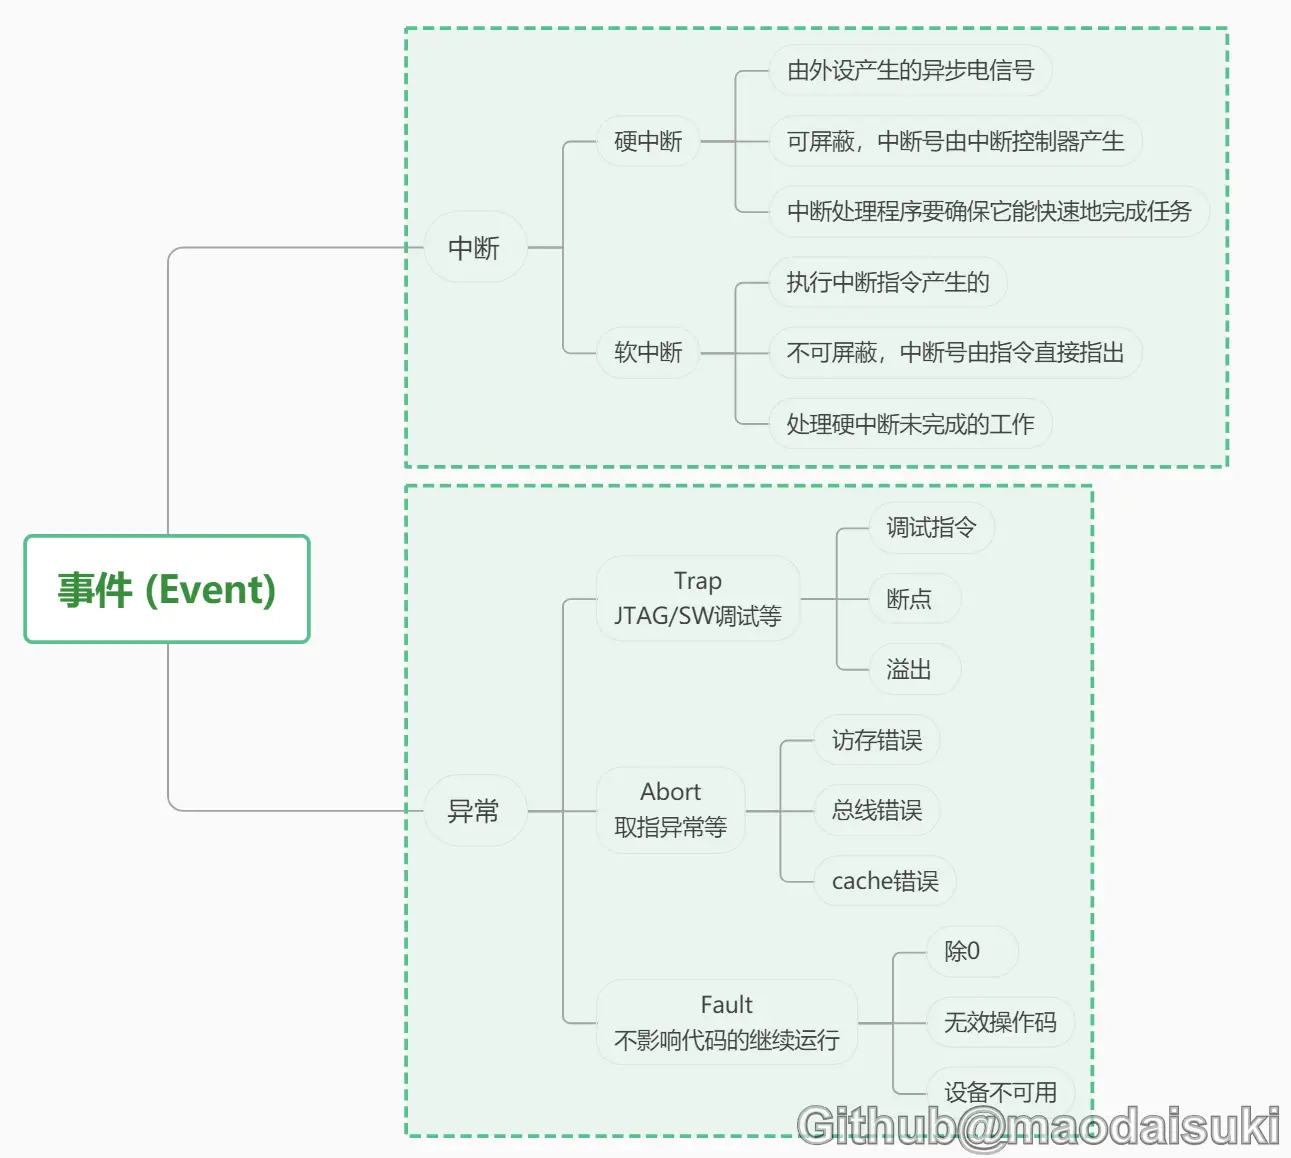 事件 (Event)
中断
硬中断
由外设产生的异步电信号
可屏蔽，中断号由中断控制器产生
中断处理程序要确保它能快速地完成任务
软中断
执行中断指令产生的
不可屏蔽，中断号由指令直接指出
处理硬中断未完成的工作
异常
Trap
JTAG/SW调试等
调试指令
断点
溢出
Abort
取指异常等
访存错误
总线错误
cache错误
Fault
不影响代码的继续运行
除0
无效操作码
设备不可用
Github@maodaisuki